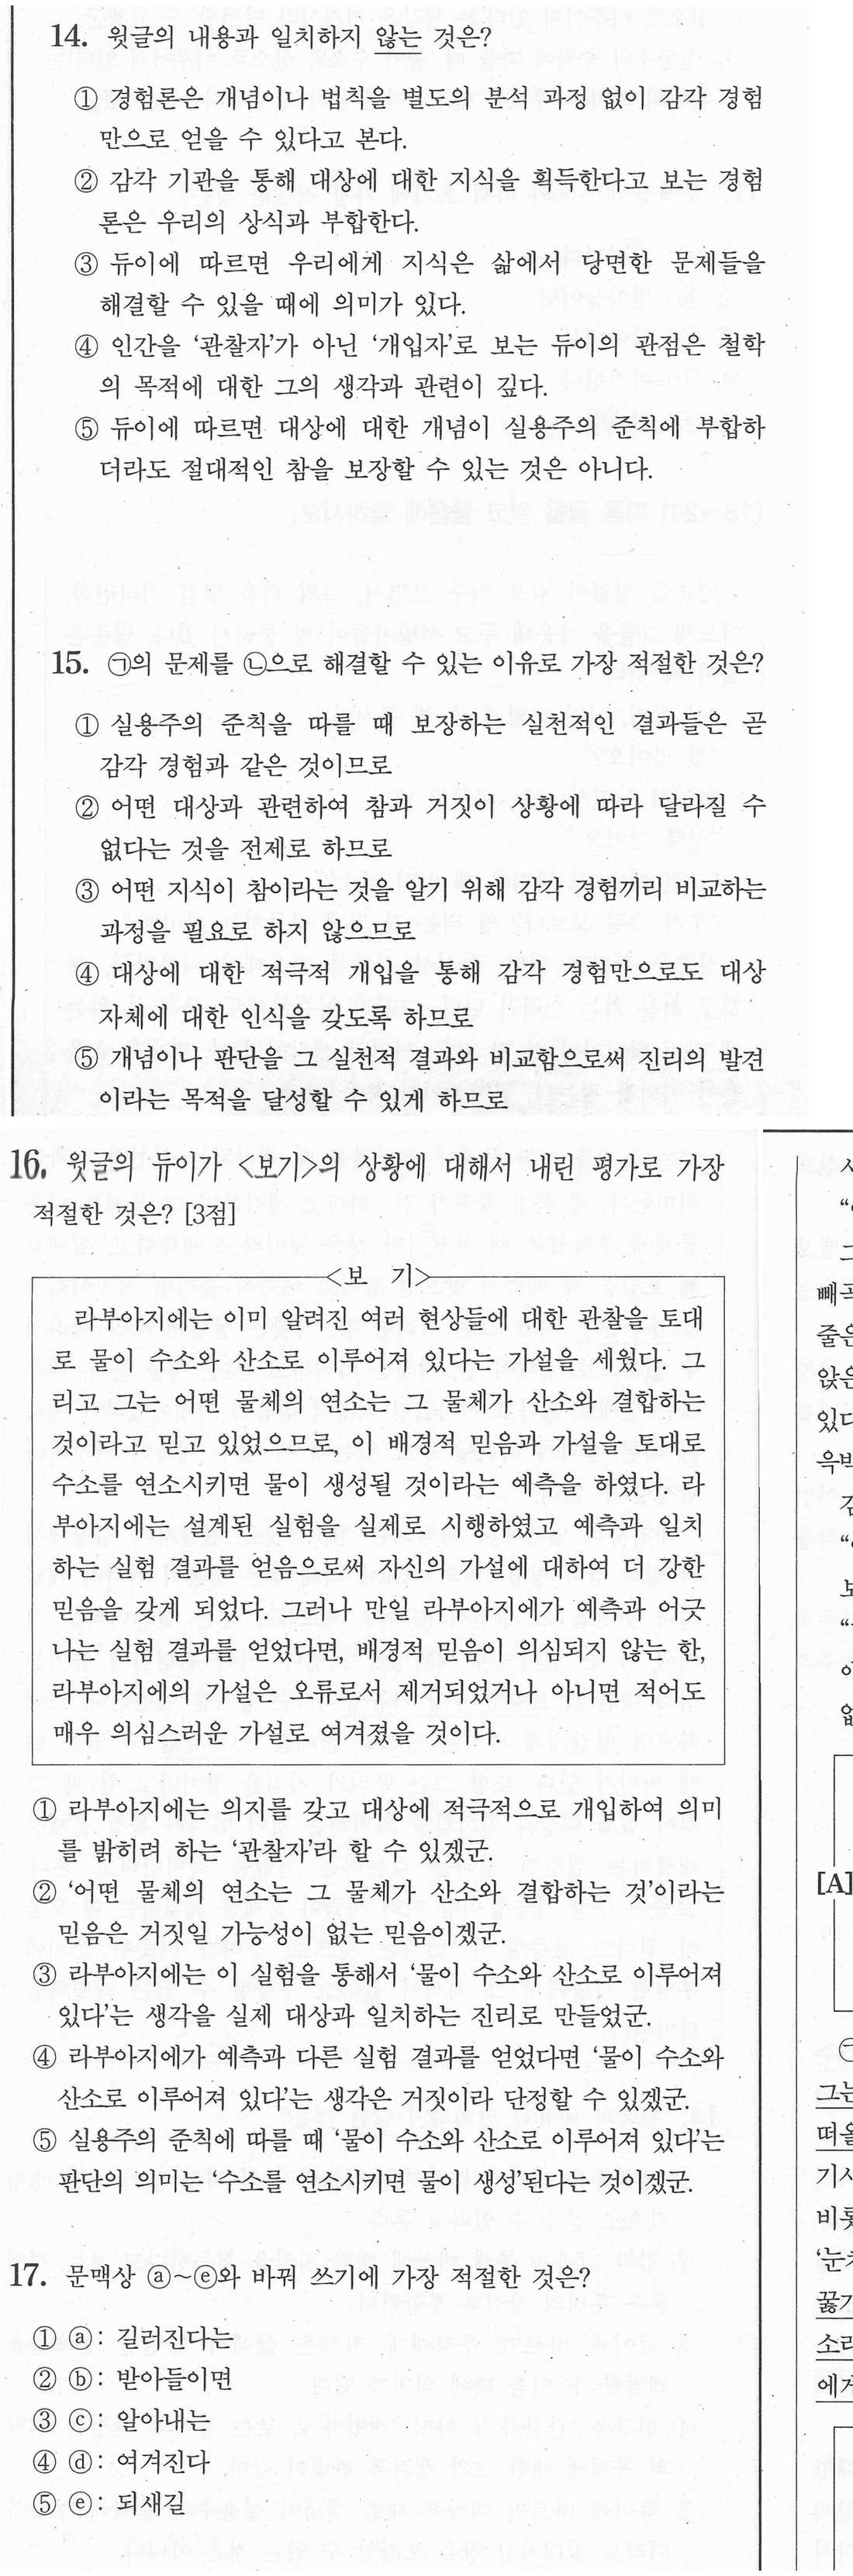 14. 윗글의 내용과 일치하지 않는 것은?
① 경험론은 개념이나 법칙을 별도의 분석 과정 없이 감각 경험
만으로 얻을 수 있다고 본다.
② 감각 기관을 통해 대상에 대한 지식을 획득한다고 보는 경험
론은 우리의 상식과 부합한다.
③ 듀이에 따르면 우리에게 지식은 삶에서 당면한 문제들을
해결할 수 있을 때에 의미가 있다.
④ 인간을 ‘관찰자’가 아닌 ‘개입자’로 보는 듀이의 관점은 철학
의 목적에 대한 그의 생각과 관련이 깊다.
⑤ 듀이에 따르면 대상에 대한 개념이 실용주의 준칙에 부합하
더라도 절대적인 참을 보장할 수 있는 것은 아니다.
15. ㉠의 문제를 ㉡으로 해결할 수 있는 이유로 가장 적절한 것은?
① 실용주의 준칙을 따를 때 보장하는 실천적인 결과들은 곧
감각 경험과 같은 것이므로
② 어떤 대상과 관련하여 참과 거짓이 상황에 따라 달라질 수
없다는 것을 전제로 하므로
③ 어떤 지식이 참이라는 것을 알기 위해 감각 경험끼리 비교하는
과정을 필요로 하지 않으므로
④ 대상에 대한 적극적 개입을 통해 감각 경험만으로도 대상
자체에 대한 인식을 갖도록 하므로
⑤ 개념이나 판단을 그 실천적 결과와 비교함으로써 진리의 발견
이라는 목적을 달성할 수 있게 하므로
16. 윗글의 듀이가 <보기>의 상황에 대해서 내린 평가로 가장
적절한 것은? [3점]
<보 기>
라부아지에는 이미 알려진 여러 현상들에 대한 관찰을 토대
로 물이 수소와 산소로 이루어져 있다는 가설을 세웠다. 그
리고 그는 어떤 물체의 연소는 그 물체가 산소와 결합하는
것이라고 믿고 있었으므로, 이 배경적 믿음과 가설을 토대로
수소를 연소시키면 물이 생성될 것이라는 예측을 하였다. 라
부아지에는 설계된 실험을 실제로 시행하였고 예측과 일치
하는 실험 결과를 얻음으로써 자신의 가설에 대하여 더 강한
믿음을 갖게 되었다. 그러나 만일 라부아지에가 예측과 어긋
나는 실험 결과를 얻었다면, 배경적 믿음이 의심되지 않는 한,
라부아지에의 가설은 오류로서 제거되었거나 아니면 적어도
매우 의심스러운 가설로 여겨졌을 것이다.
① 라부아지에는 의지를 갖고 대상에 적극적으로 개입하여 의미
를 밝히려 하는 ‘관찰자’라 할 수 있겠군.
② ‘어떤 물체의 연소는 그 물체가 산소와 결합하는 것’이라는
믿음은 거짓일 가능성이 없는 믿음이겠군.
③ 라부아지에는 이 실험을 통해서 ‘물이 수소와 산소로 이루어져
있다’는 생각을 실제 대상과 일치하는 진리로 만들었군.
④ 라부아지에가 예측과 다른 실험 결과를 얻었다면 ‘물이 수소와
산소로 이루어져 있다’는 생각은 거짓이라 단정할 수 있겠군.
⑤ 실용주의 준칙에 따를 때 ‘물이 수소와 산소로 이루어져 있다’는
판단의 의미는 ‘수소를 연소시키면 물이 생성’된다는 것이겠군.
17. 문맥상 ⓐ~ⓔ와 바꿔 쓰기에 가장 적절한 것은?
① ⓐ: 길러진다는
② ⓑ: 받아들이면
③ ⓒ: 알아내는
④ ⓓ: 여겨진다
⑤ ⓔ: 되새길
줄은
앉은
있다
[A]
그는
떠올
기사
에게